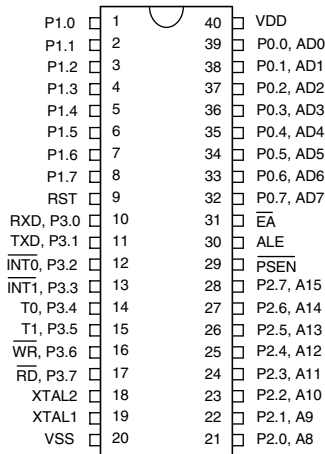 P1.0 1 40 VDD
P1.1 2 39 P0.0, AD0
P1.2 3 38 P0.1, AD1
P1.3 4 37 P0.2, AD2
P1.4 5 36 P0.3, AD3
P1.5 6 35 P0.4, AD4
P1.6 7 34 P0.5, AD5
P1.7 8 33 P0.6, AD6
RST 9 32 P0.7, AD7
RXD, P3.0 10 31 E̅A̅
TXD, P3.1 11 30 ALE
I̅N̅T̅0̅, P3.2 12 29 P̅S̅E̅N̅
I̅N̅T̅1̅, P3.3 13 28 P2.7, A15
T0, P3.4 14 27 P2.6, A14
T1, P3.5 15 26 P2.5, A13
W̅R̅, P3.6 16 25 P2.4, A12
R̅D̅, P3.7 17 24 P2.3, A11
XTAL2 18 23 P2.2, A10
XTAL1 19 22 P2.1, A9
VSS 20 21 P2.0, A8